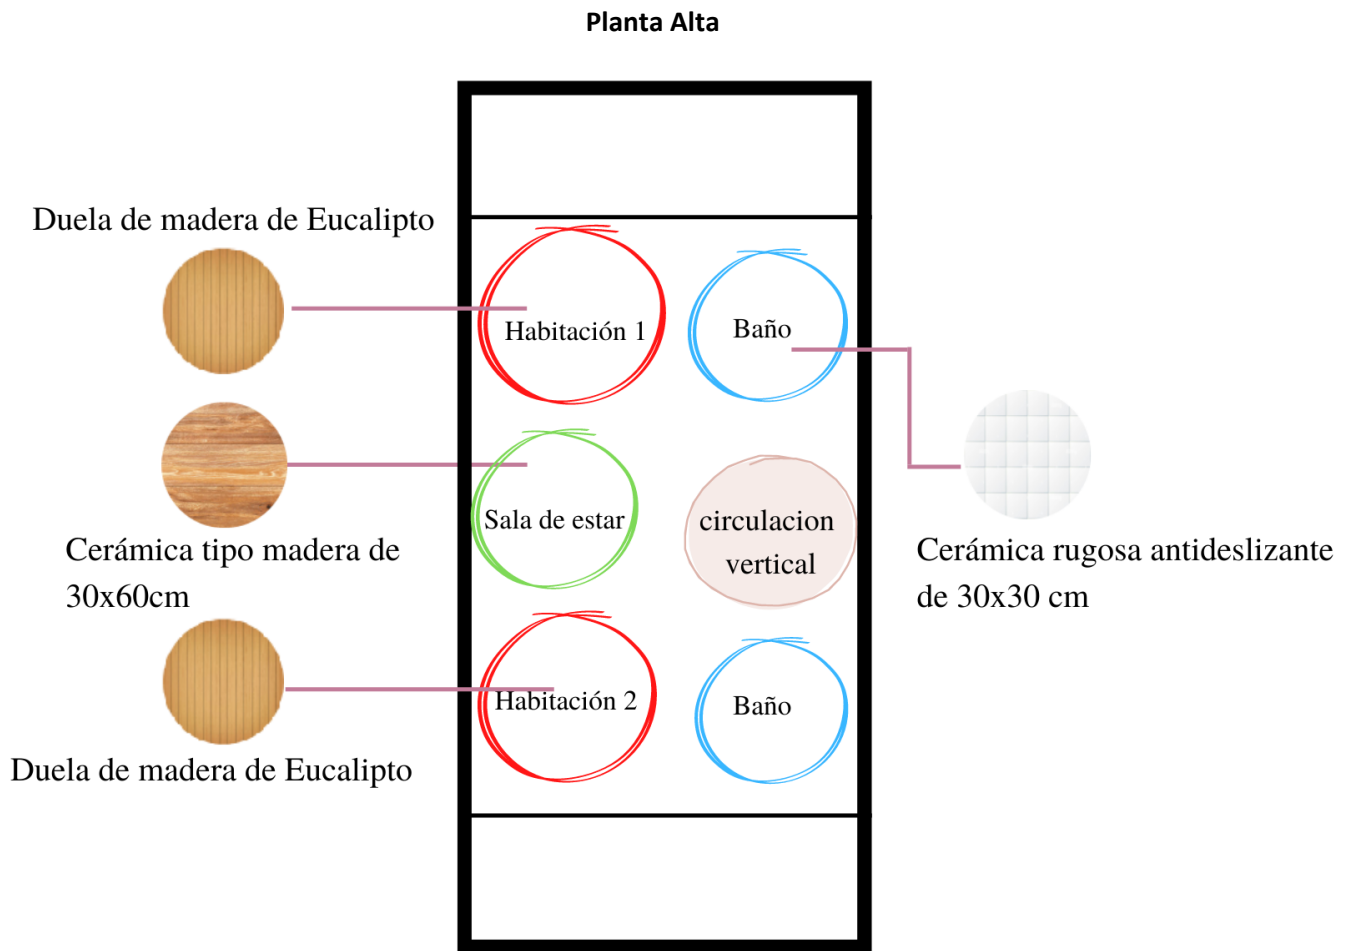 Planta Alta
Duela de madera de Eucalipto
Habitación 1
Baño
Sala de estar
circulacion
vertical
Cerámica tipo madera de
30x60cm
Cerámica rugosa antideslizante
de 30x30 cm
Habitación 2
Baño
Duela de madera de Eucalipto